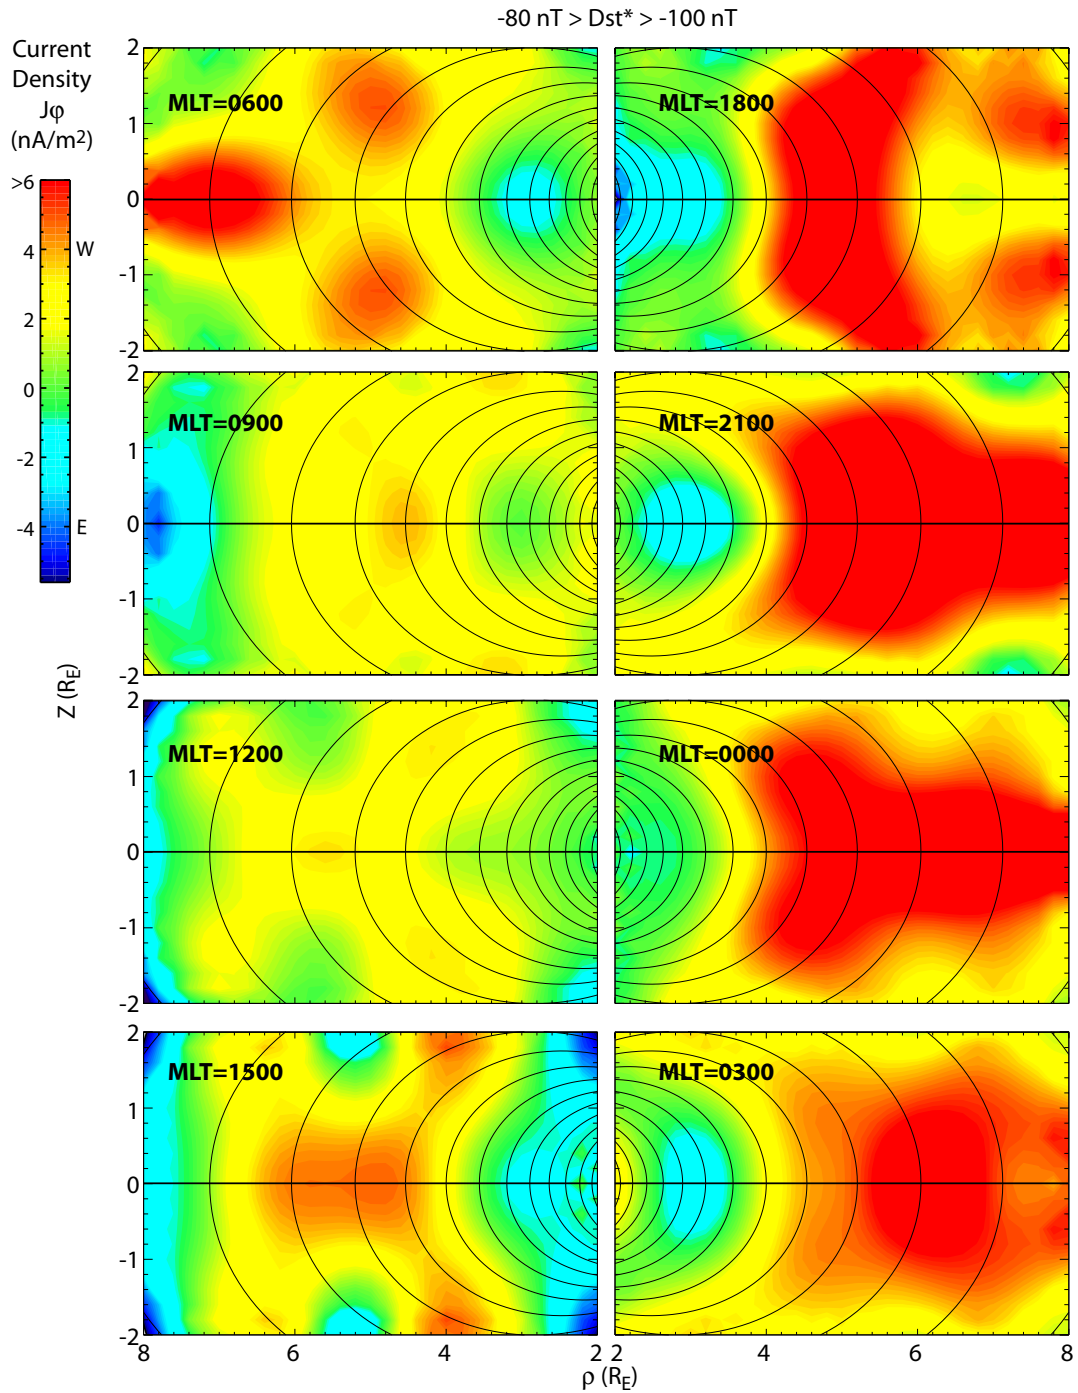 -80 nT > Dst* > -100 nT
Current
Density
Jφ
(nA/m2)
>6
4
2
0
-2
-4
W
E
Z (RE)
MLT=0600
MLT=1800
2
1
0
-1
-2
MLT=0900
MLT=2100
2
1
0
-1
-2
MLT=1200
MLT=0000
2
1
0
-1
-2
MLT=1500
MLT=0300
2
1
0
-1
-2
8 6 4 2 2 4 6 8
ρ (RE)